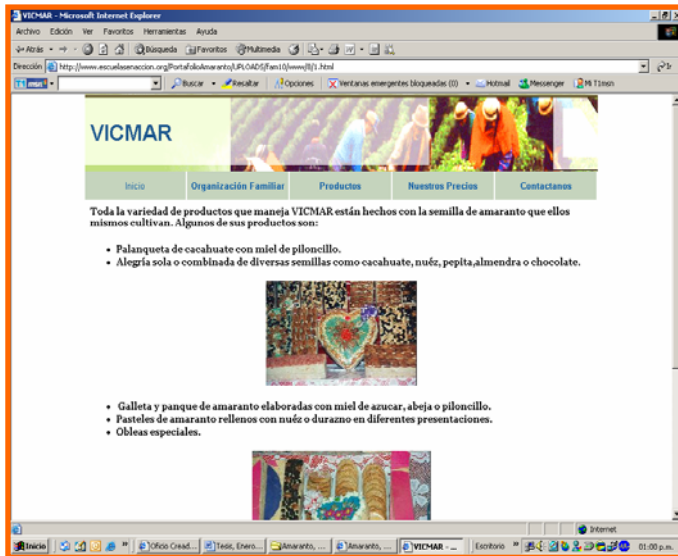 VICMAR - Microsoft Internet Explorer
Archivo Edición Ver Favoritos Herramientas Ayuda
Atrás Búsqueda Favoritos Multimedia
Dirección http://www.escuelasenaccion.org/PortafolioAmaranto/UPLOADS/fam10/www/8/1.html
Buscar Resaltar Opciones Ventanas emergentes bloqueadas (0) Hotmail Messenger Mi T1msn
VICMAR
Inicio Organización Familiar Productos Nuestros Precios Contactanos
Toda la variedad de productos que maneja VICMAR están hechos con la semilla de amaranto que ellos
mismos cultivan. Algunos de sus productos son:
• Palanqueta de cacahuate con miel de piloncillo.
• Alegría sola o combinada de diversas semillas como cacahuate, nuéz, pepita,almendra o chocolate.
• Galleta y panque de amaranto elaboradas con miel de azucar, abeja o piloncillo.
• Pasteles de amaranto rellenos con nuéz o durazno en diferentes presentaciones.
• Obleas especiales.
Internet
Inicio Oficio Cread... Tesis, Enero... Amaranto, ... Amaranto, ... VICMAR - ... Escritorio 01:00 p.m.